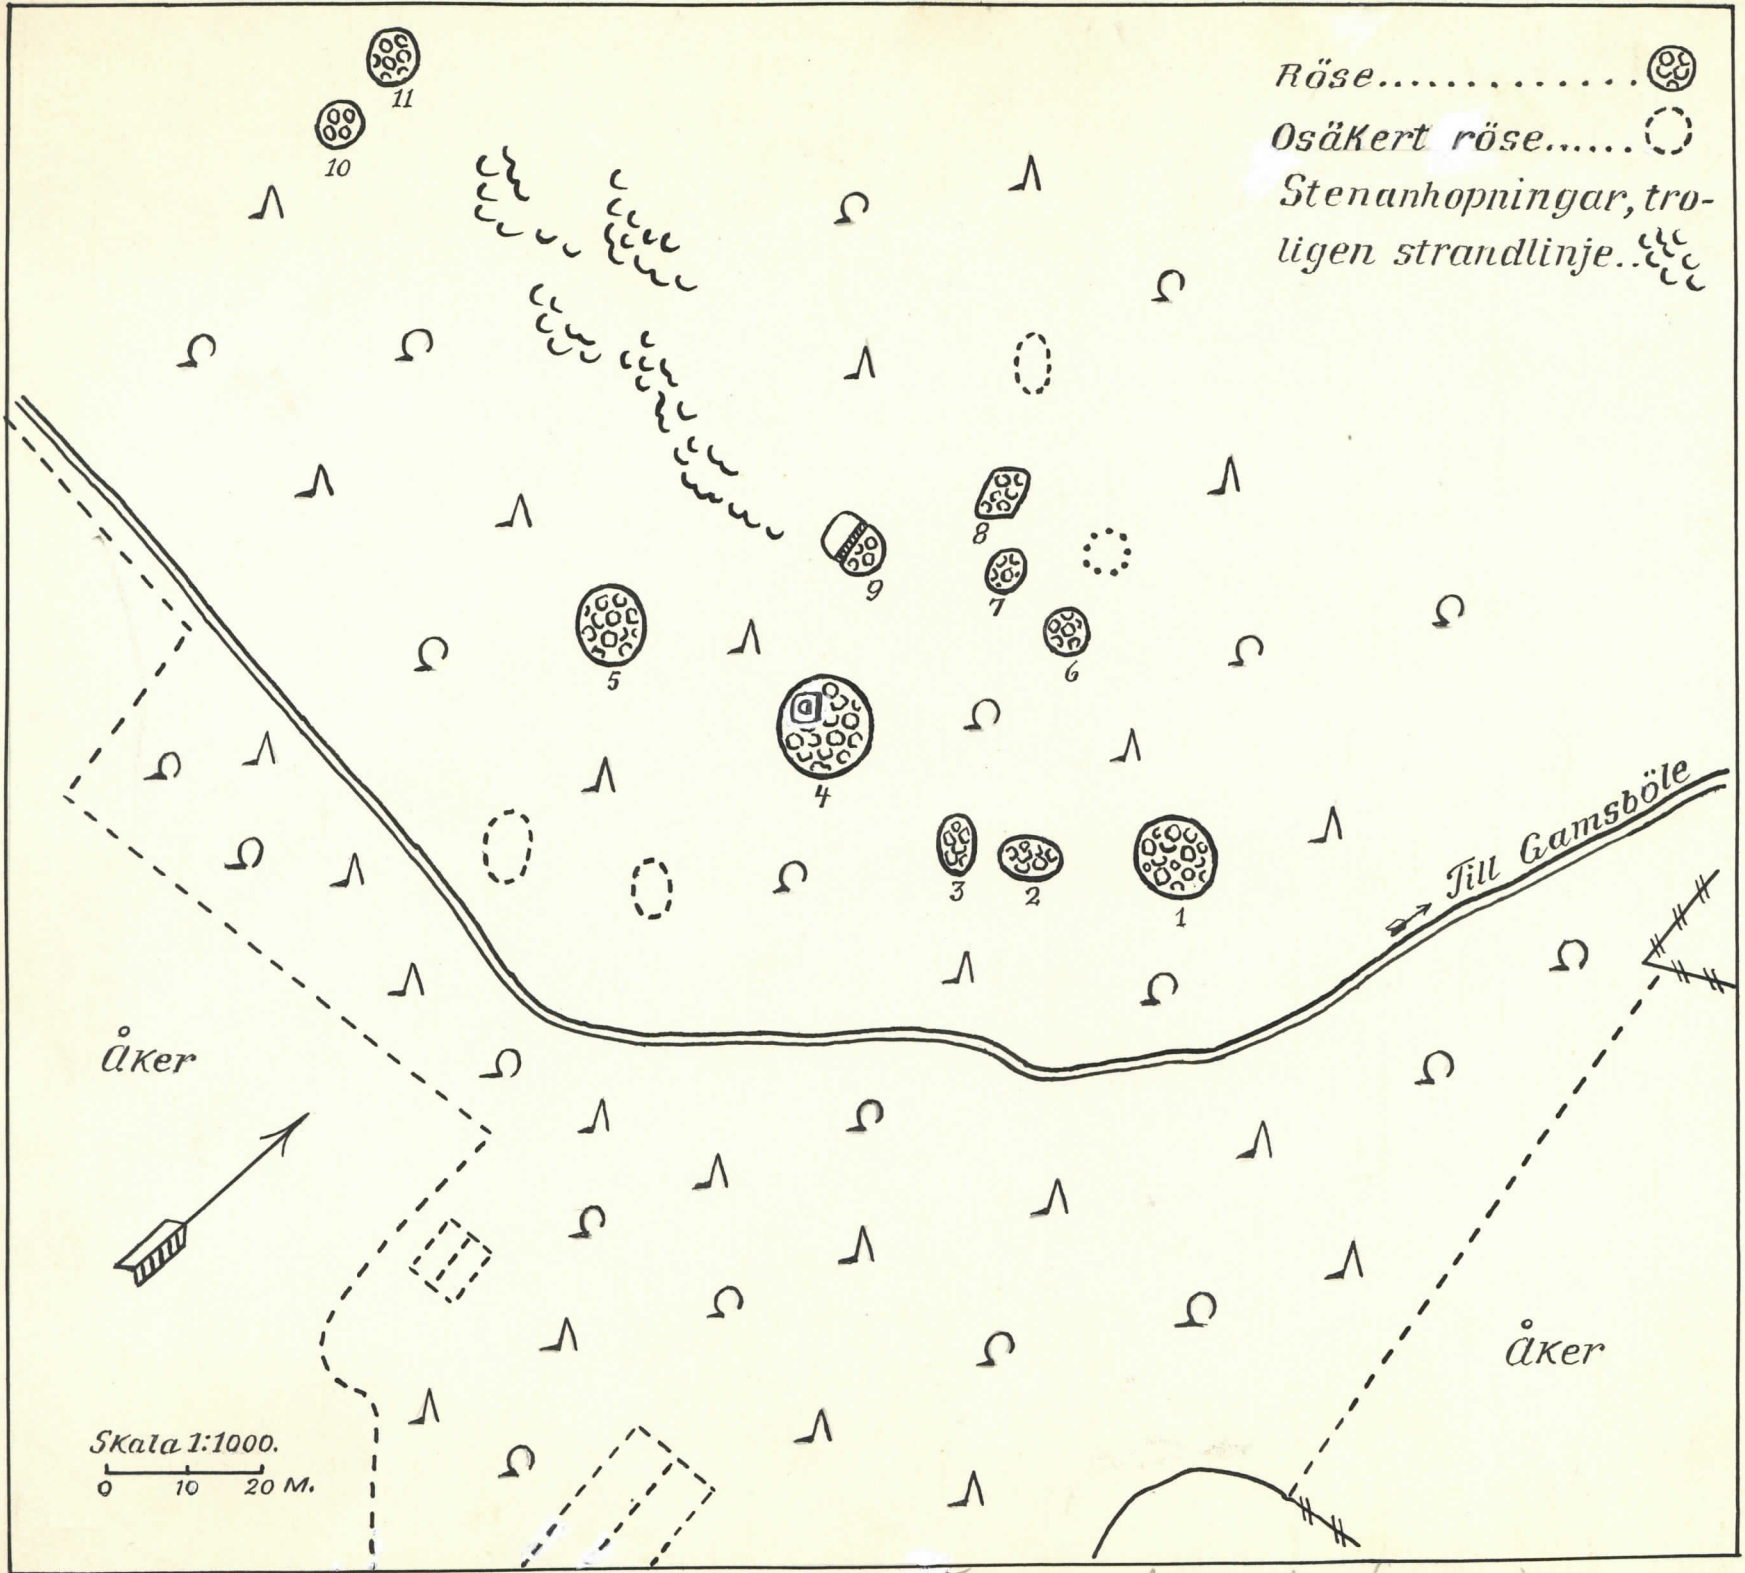 Röse.............
Osäkert röse......
Stenanhopningar, tro-
ligen strandlinje..
11
10
8
9
7
6
5
4
3
2
1
Till Gamsböle
åker
åker
Skala 1:1000.
0 10 20 M.